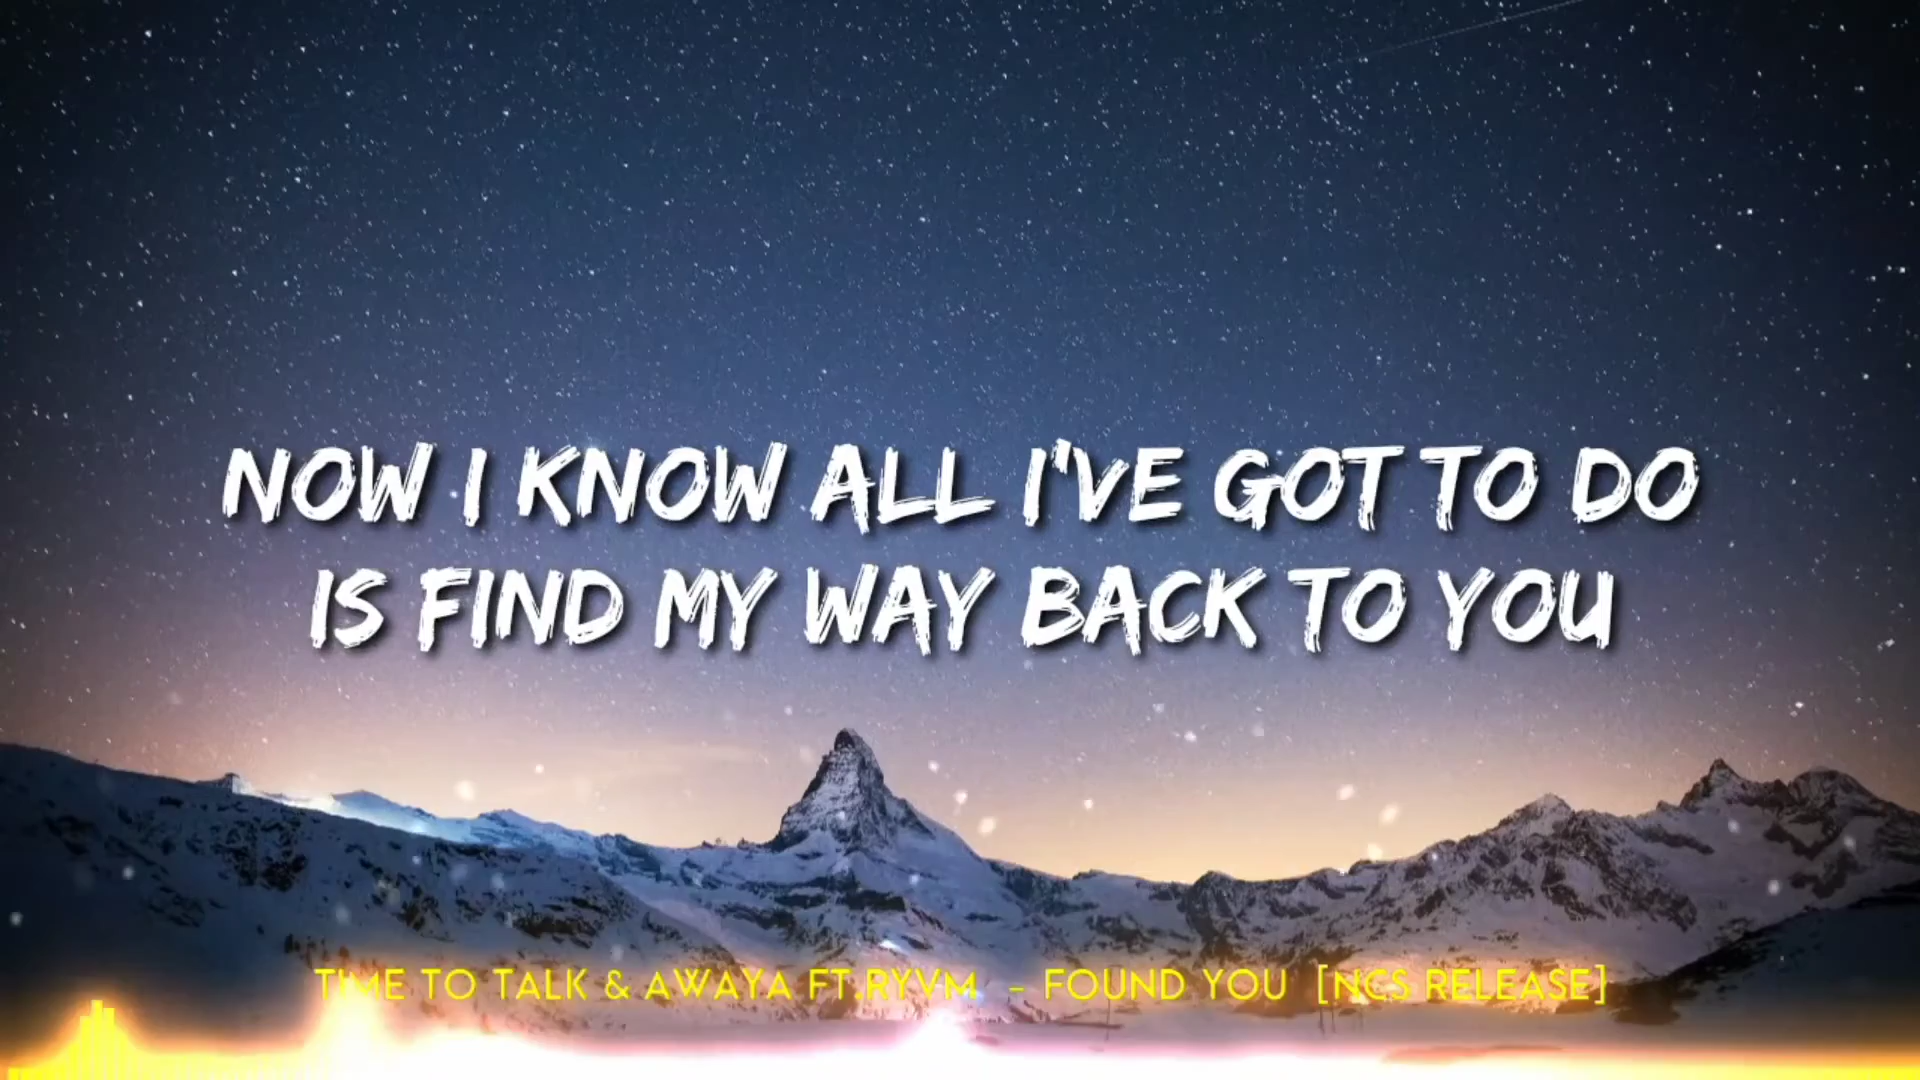 NOW I KNOW ALL I'VE GOT TO DO
IS FIND MY WAY BACK TO YOU
TIME TO TALK & AWAYA FT.RYVM - FOUND YOU [NCS RELEASE]